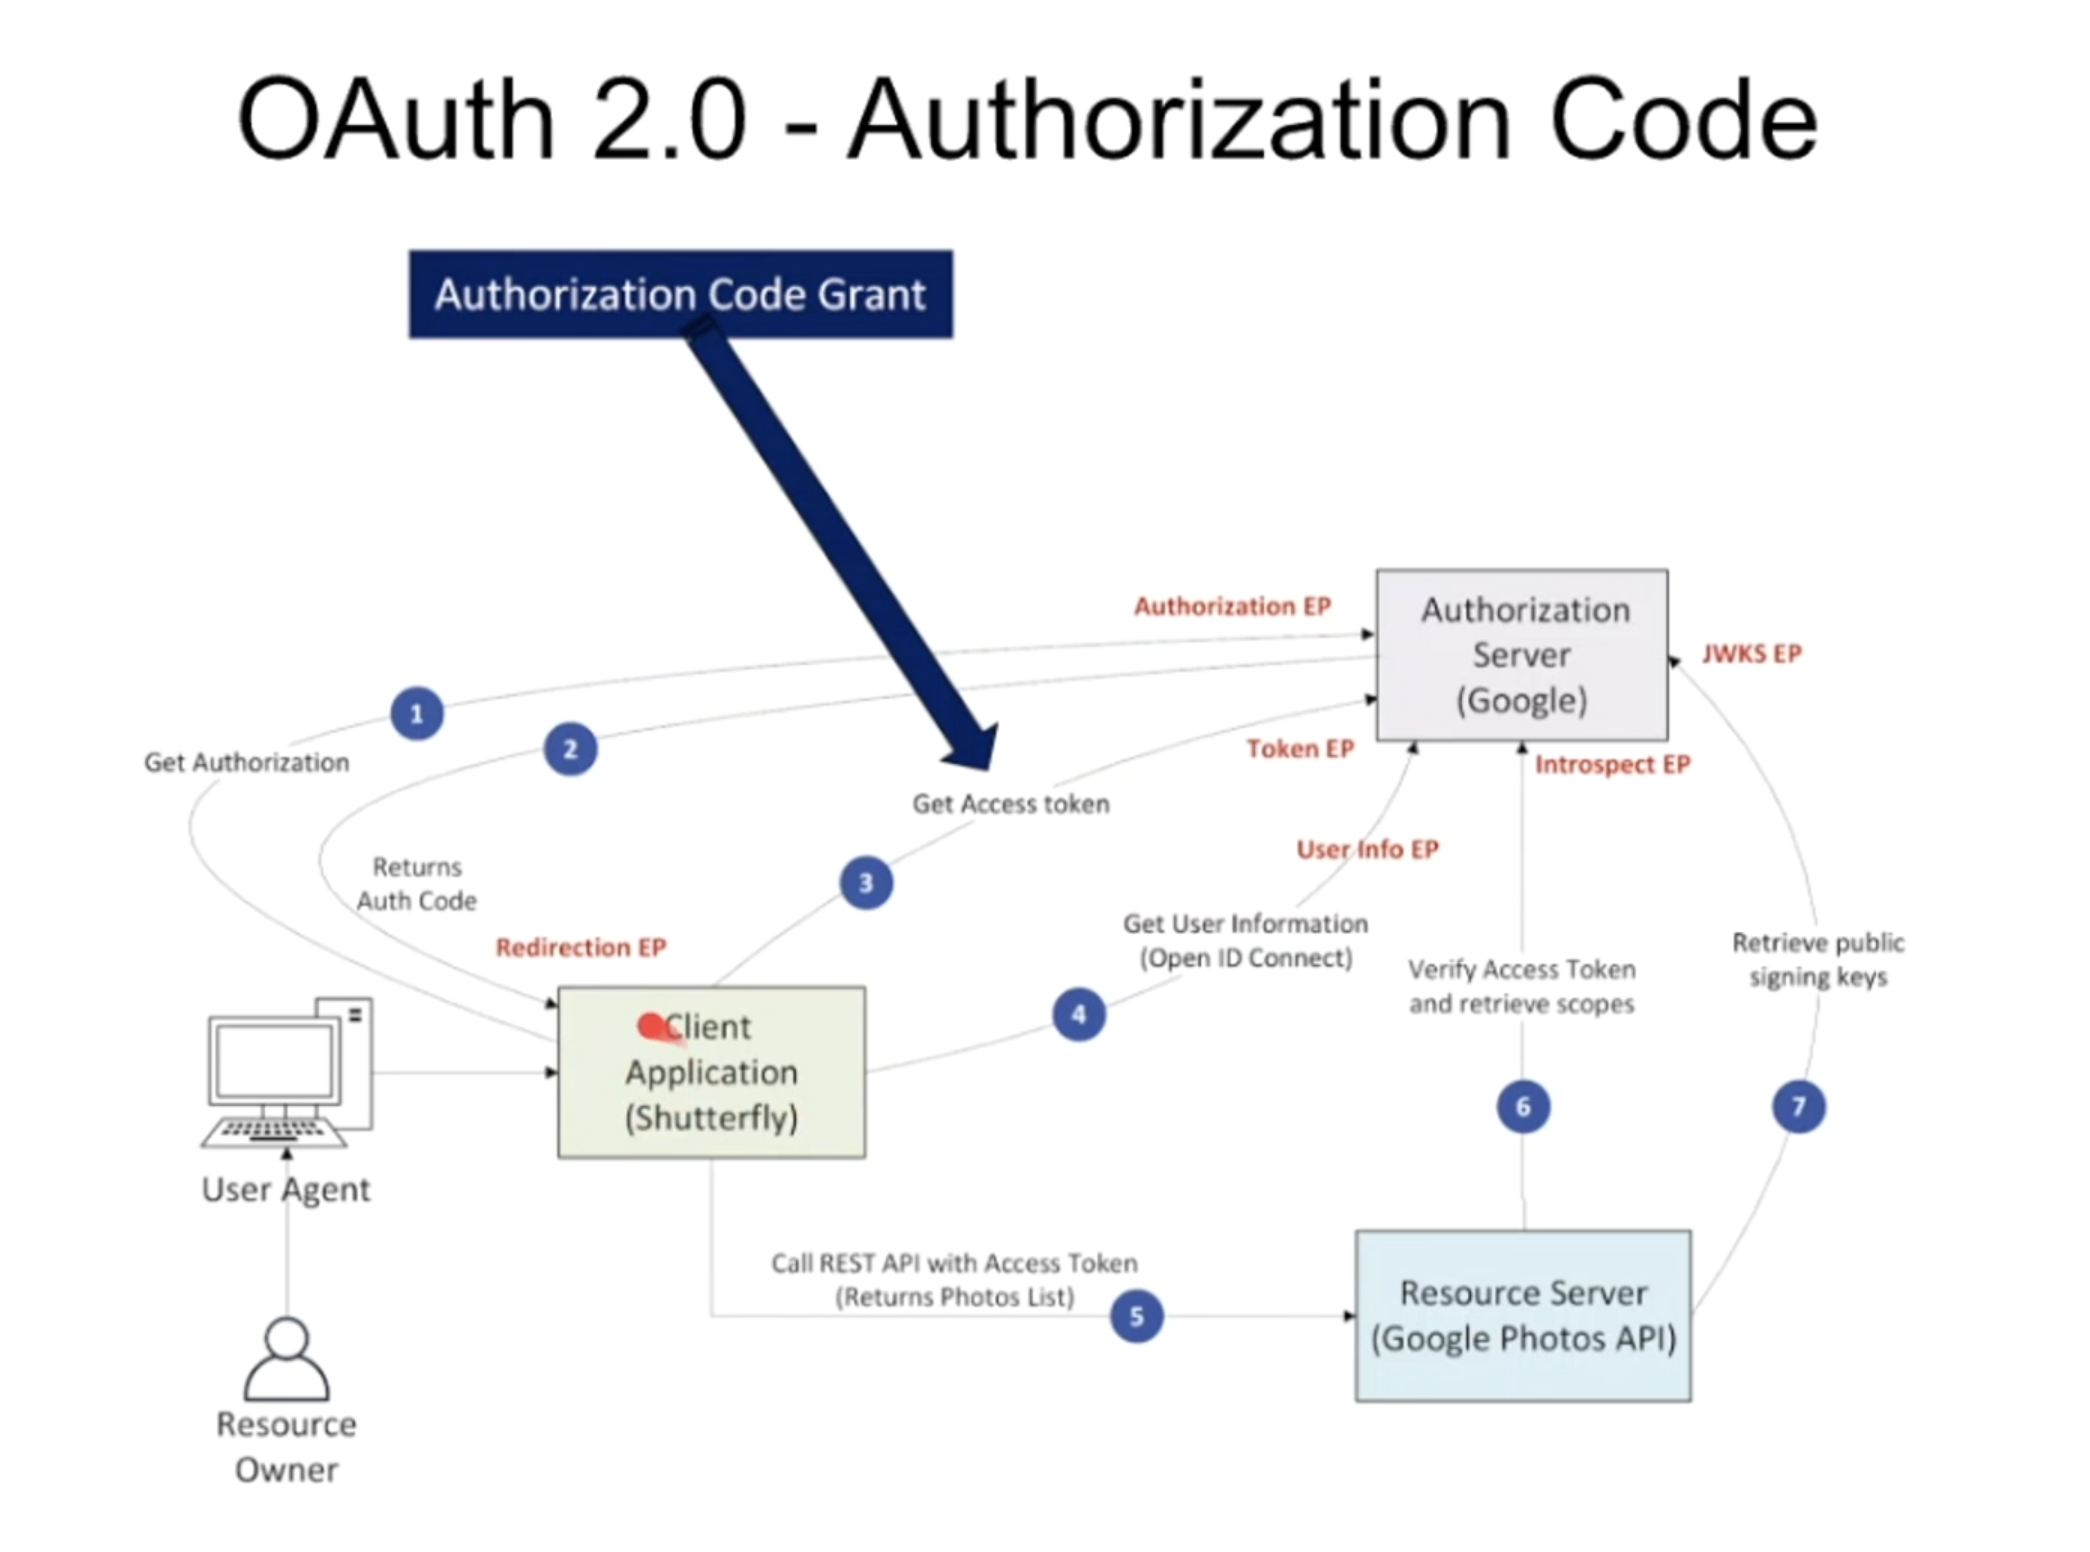 OAuth 2.0 - Authorization Code
Authorization Code Grant
Authorization EP
Authorization
Server
(Google)
JWKS EP
1
2
Get Authorization
Token EP
Introspect EP
Get Access token
User Info EP
Returns
Auth Code
3
Redirection EP
Get User Information
(Open ID Connect)
Verify Access Token
and retrieve scopes
Retrieve public
signing keys
4
Client
Application
(Shutterfly)
6
7
User Agent
Call REST API with Access Token
(Returns Photos List)
5
Resource Server
(Google Photos API)
Resource
Owner